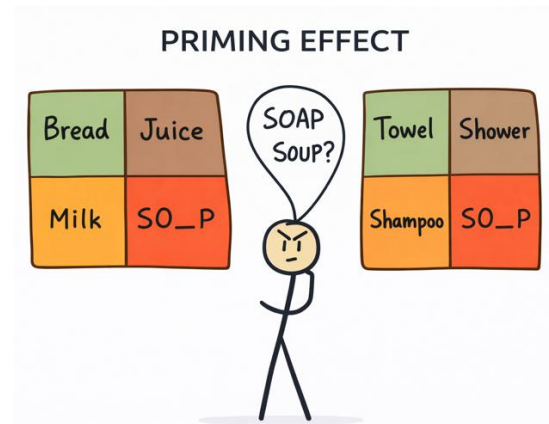 PRIMING EFFECT
Bread Juice
Milk SO_P
SOAP
SOUP?
Towel Shower
Shampoo SO_P